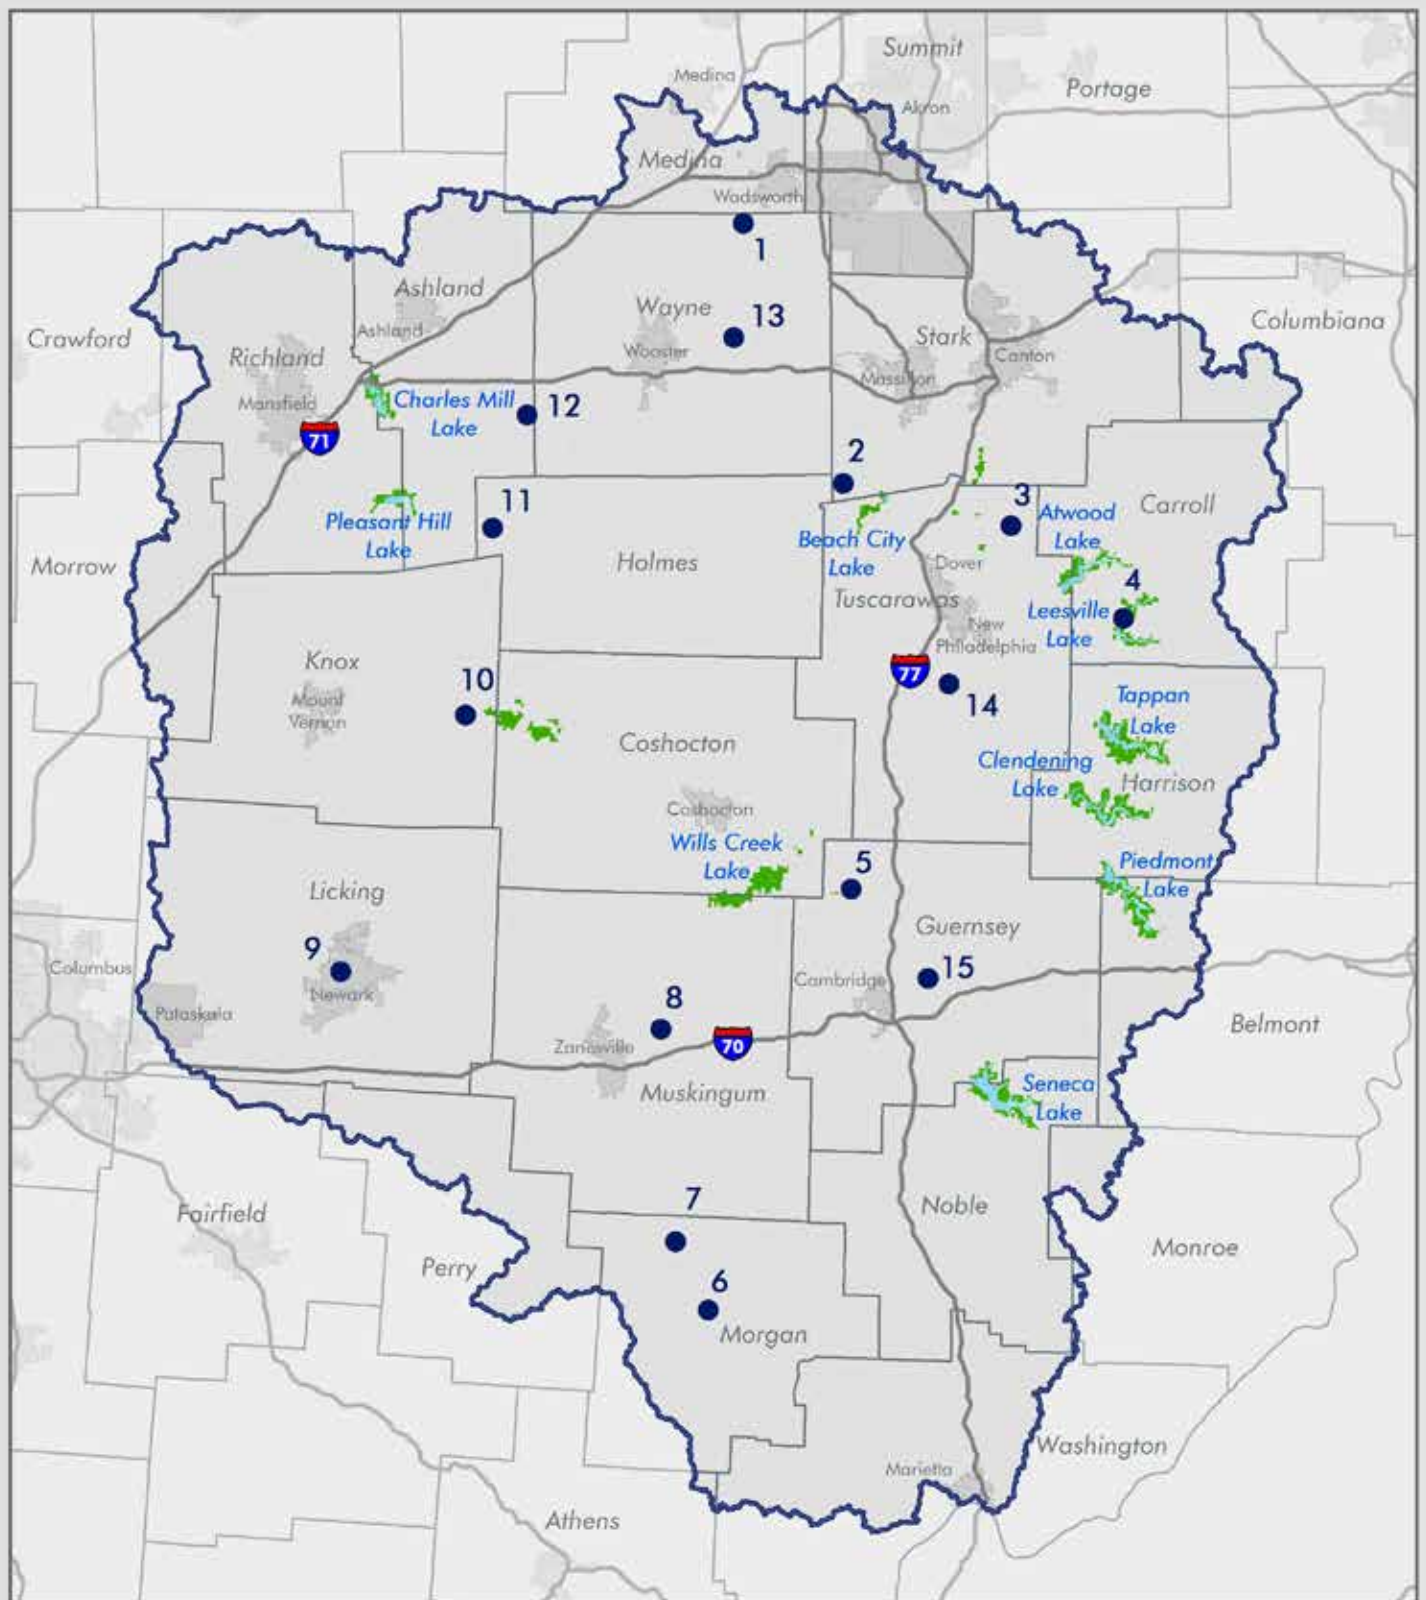 Summit
Medina
Portage
Akron
Medina
Wadsworth
1
Ashland
Wayne
13
Columbiana
Crawford
Ashland
Stark
Richland
Wooster
Canton
Massillon
Mansfield
Charles Mill
Lake
12
71
2
11
3
Carroll
Pleasant Hill
Lake
Atwood
Lake
Beach City
Lake
Holmes
Dover
Morrow
4
Tuscarawas
Leesville
Lake
New
Philadelphia
Knox
77
10
Mount
Vernon
14
Tappan
Lake
Coshocton
Clendening
Lake
Harrison
Coshocton
Wills Creek
Lake
5
Piedmont
Lake
Licking
Guernsey
9
Columbus
15
Cambridge
Newark
8
Pataskala
Belmont
Zanesville
70
Muskingum
Seneca
Lake
7
Noble
Fairfield
Monroe
Perry
6
Morgan
Washington
Marietta
Athens